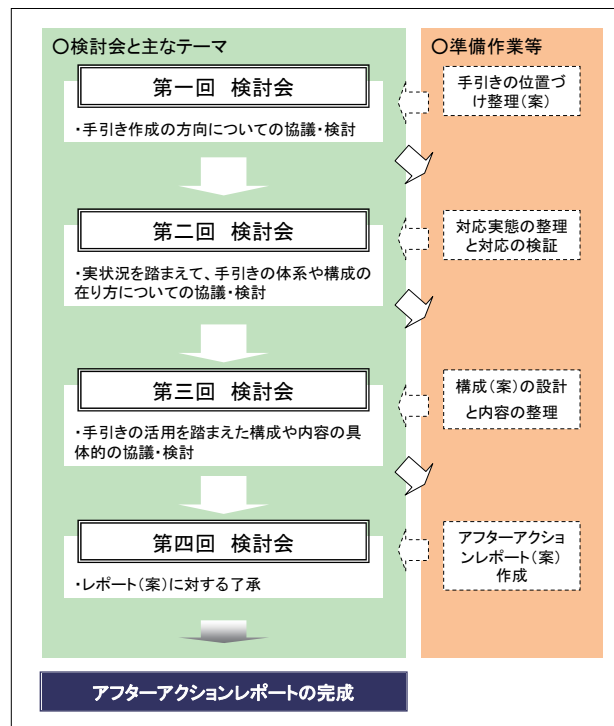 〇検討会と主なテーマ
第一回 検討会
・手引き作成の方向についての協議・検討
第二回 検討会
・実状況を踏まえて、手引きの体系や構成の
在り方についての協議・検討
第三回 検討会
・手引きの活用を踏まえた構成や内容の具
体的の協議・検討
第四回 検討会
・レポート(案)に対する了承
アフターアクションレポートの完成
〇準備作業等
手引きの位置づ
け整理(案)
対応実態の整理
と対応の検証
構成(案)の設計
と内容の整理
アフターアクショ
ンレポート(案)
作成